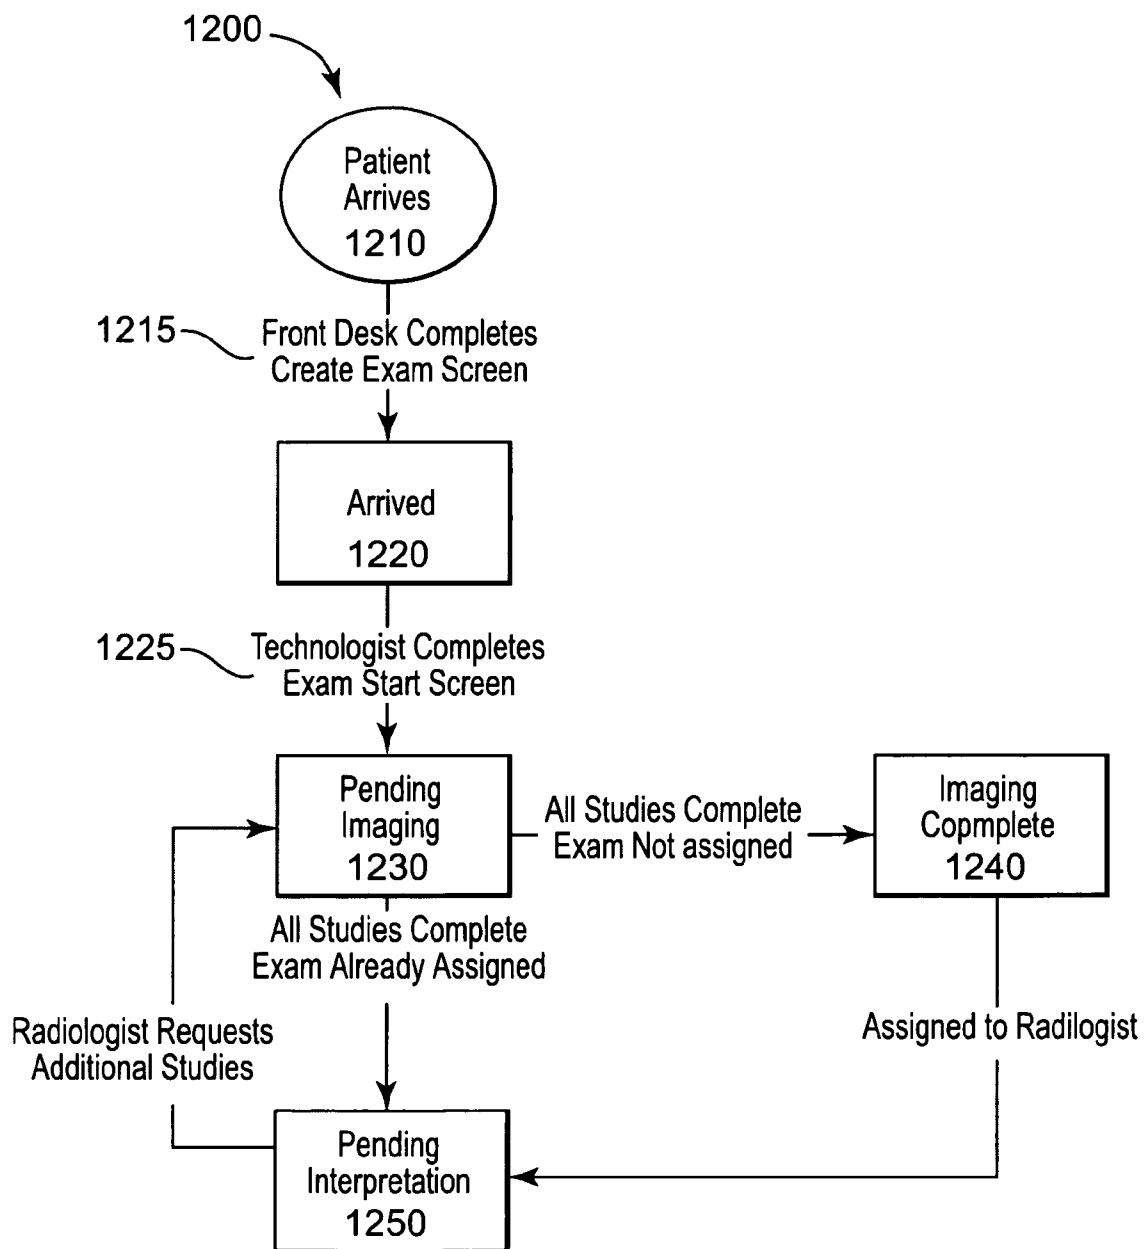 1200
Patient
Arrives
1210
1215
Front Desk Completes
Create Exam Screen
Arrived
1220
1225
Technologist Completes
Exam Start Screen
Pending
Imaging
1230
All Studies Complete
Exam Not assigned
Imaging
Copmplete
1240
All Studies Complete
Exam Already Assigned
Radiologist Requests
Additional Studies
Assigned to Radilogist
Pending
Interpretation
1250